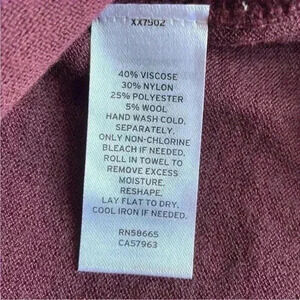 XX7902
40% VISCOSE
30% NYLON
25% POLYESTER
5% WOOL
HAND WASH COLD.
SEPARATELY.
ONLY NON-CHLORINE
BLEACH IF NEEDED.
ROLL IN TOWEL TO
REMOVE EXCESS
MOISTURE.
RESHAPE.
LAY FLAT TO DRY.
COOL IRON IF NEEDED.
RN58665
CA57963